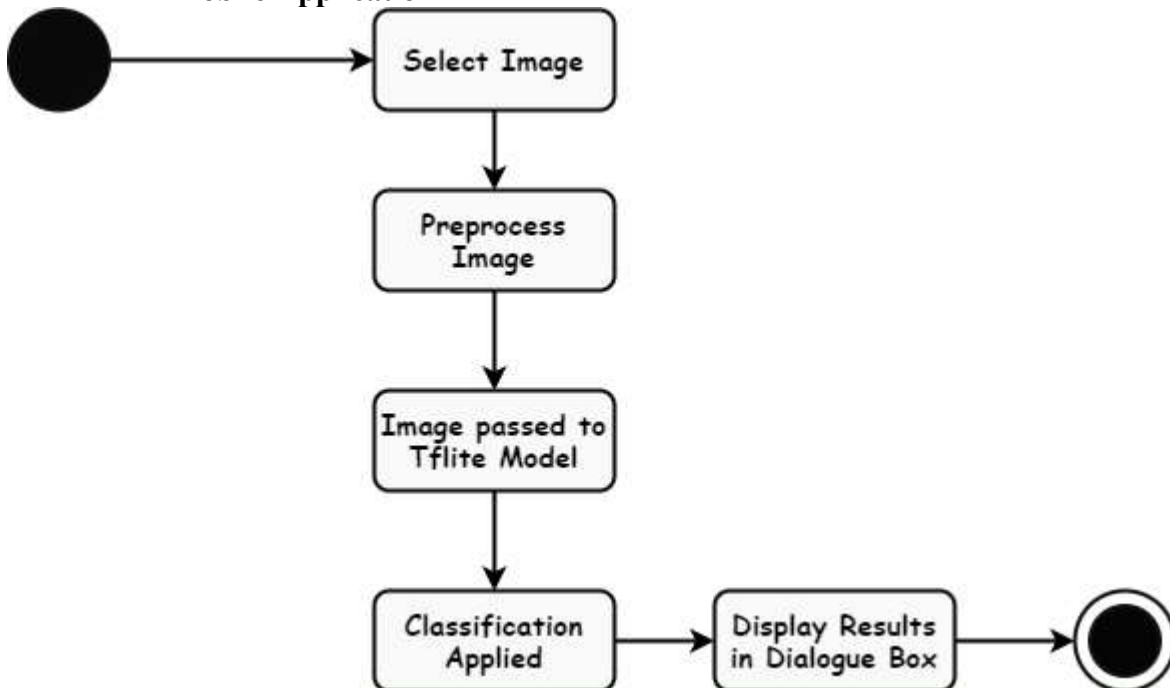 Select Image
Preprocess
Image
Image passed to
Tflite Model
Classification
Applied
Display Results
in Dialogue Box